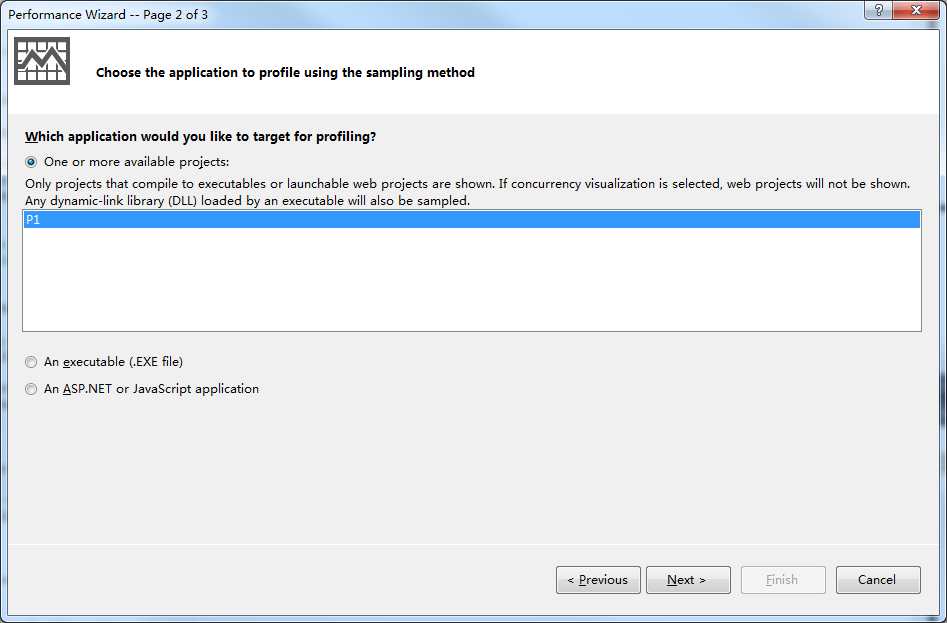 Performance Wizard -- Page 2 of 3
?
Choose the application to profile using the sampling method
Which application would you like to target for profiling?
One or more available projects:
Only projects that compile to executables or launchable web projects are shown. If concurrency visualization is selected, web projects will not be shown.
Any dynamic-link library (DLL) loaded by an executable will also be sampled.
P1
An executable (.EXE file)
An ASP.NET or JavaScript application
< Previous Next > Finish Cancel